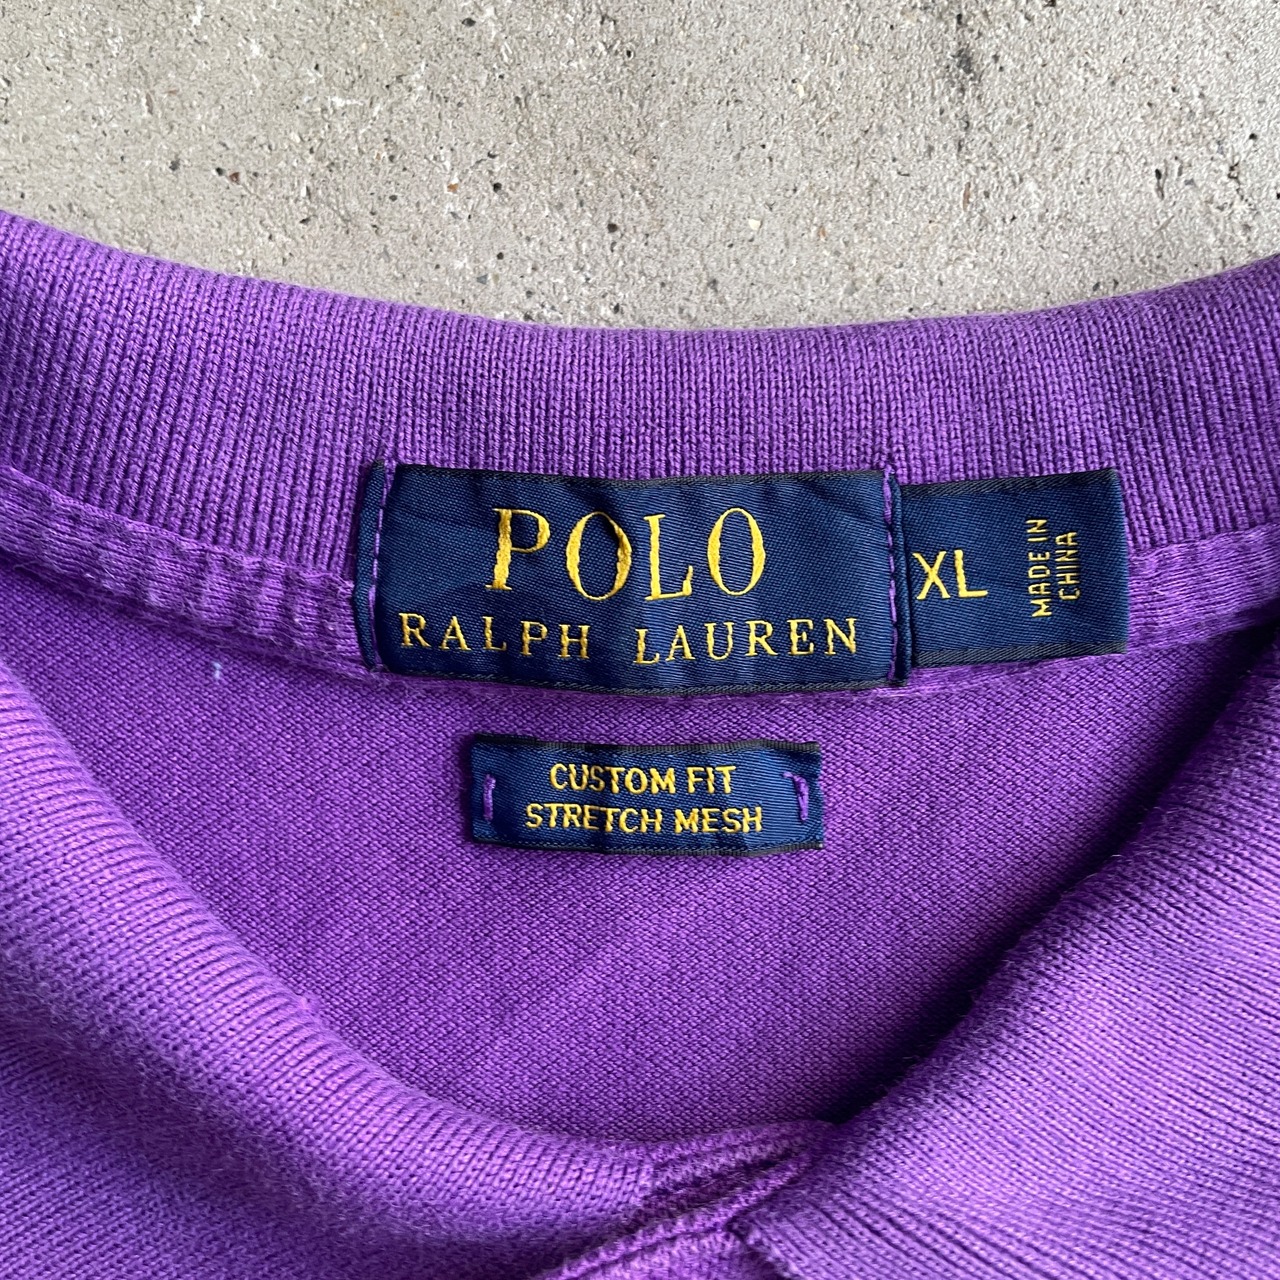 POLO
RALPH LAUREN
XL
MADE IN
CHINA
CUSTOM FIT
STRETCH MESH